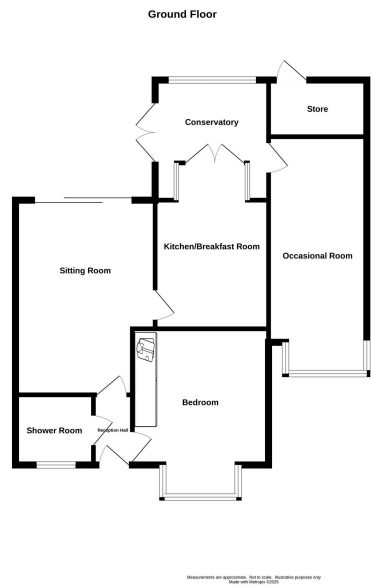 Ground Floor
Store
Conservatory
Kitchen/Breakfast Room
Occasional Room
Sitting Room
Bedroom
Shower Room
Reception Hall
Measurements are approximate. Not to scale. Illustrative purposes only
Made with Metropix ©2025